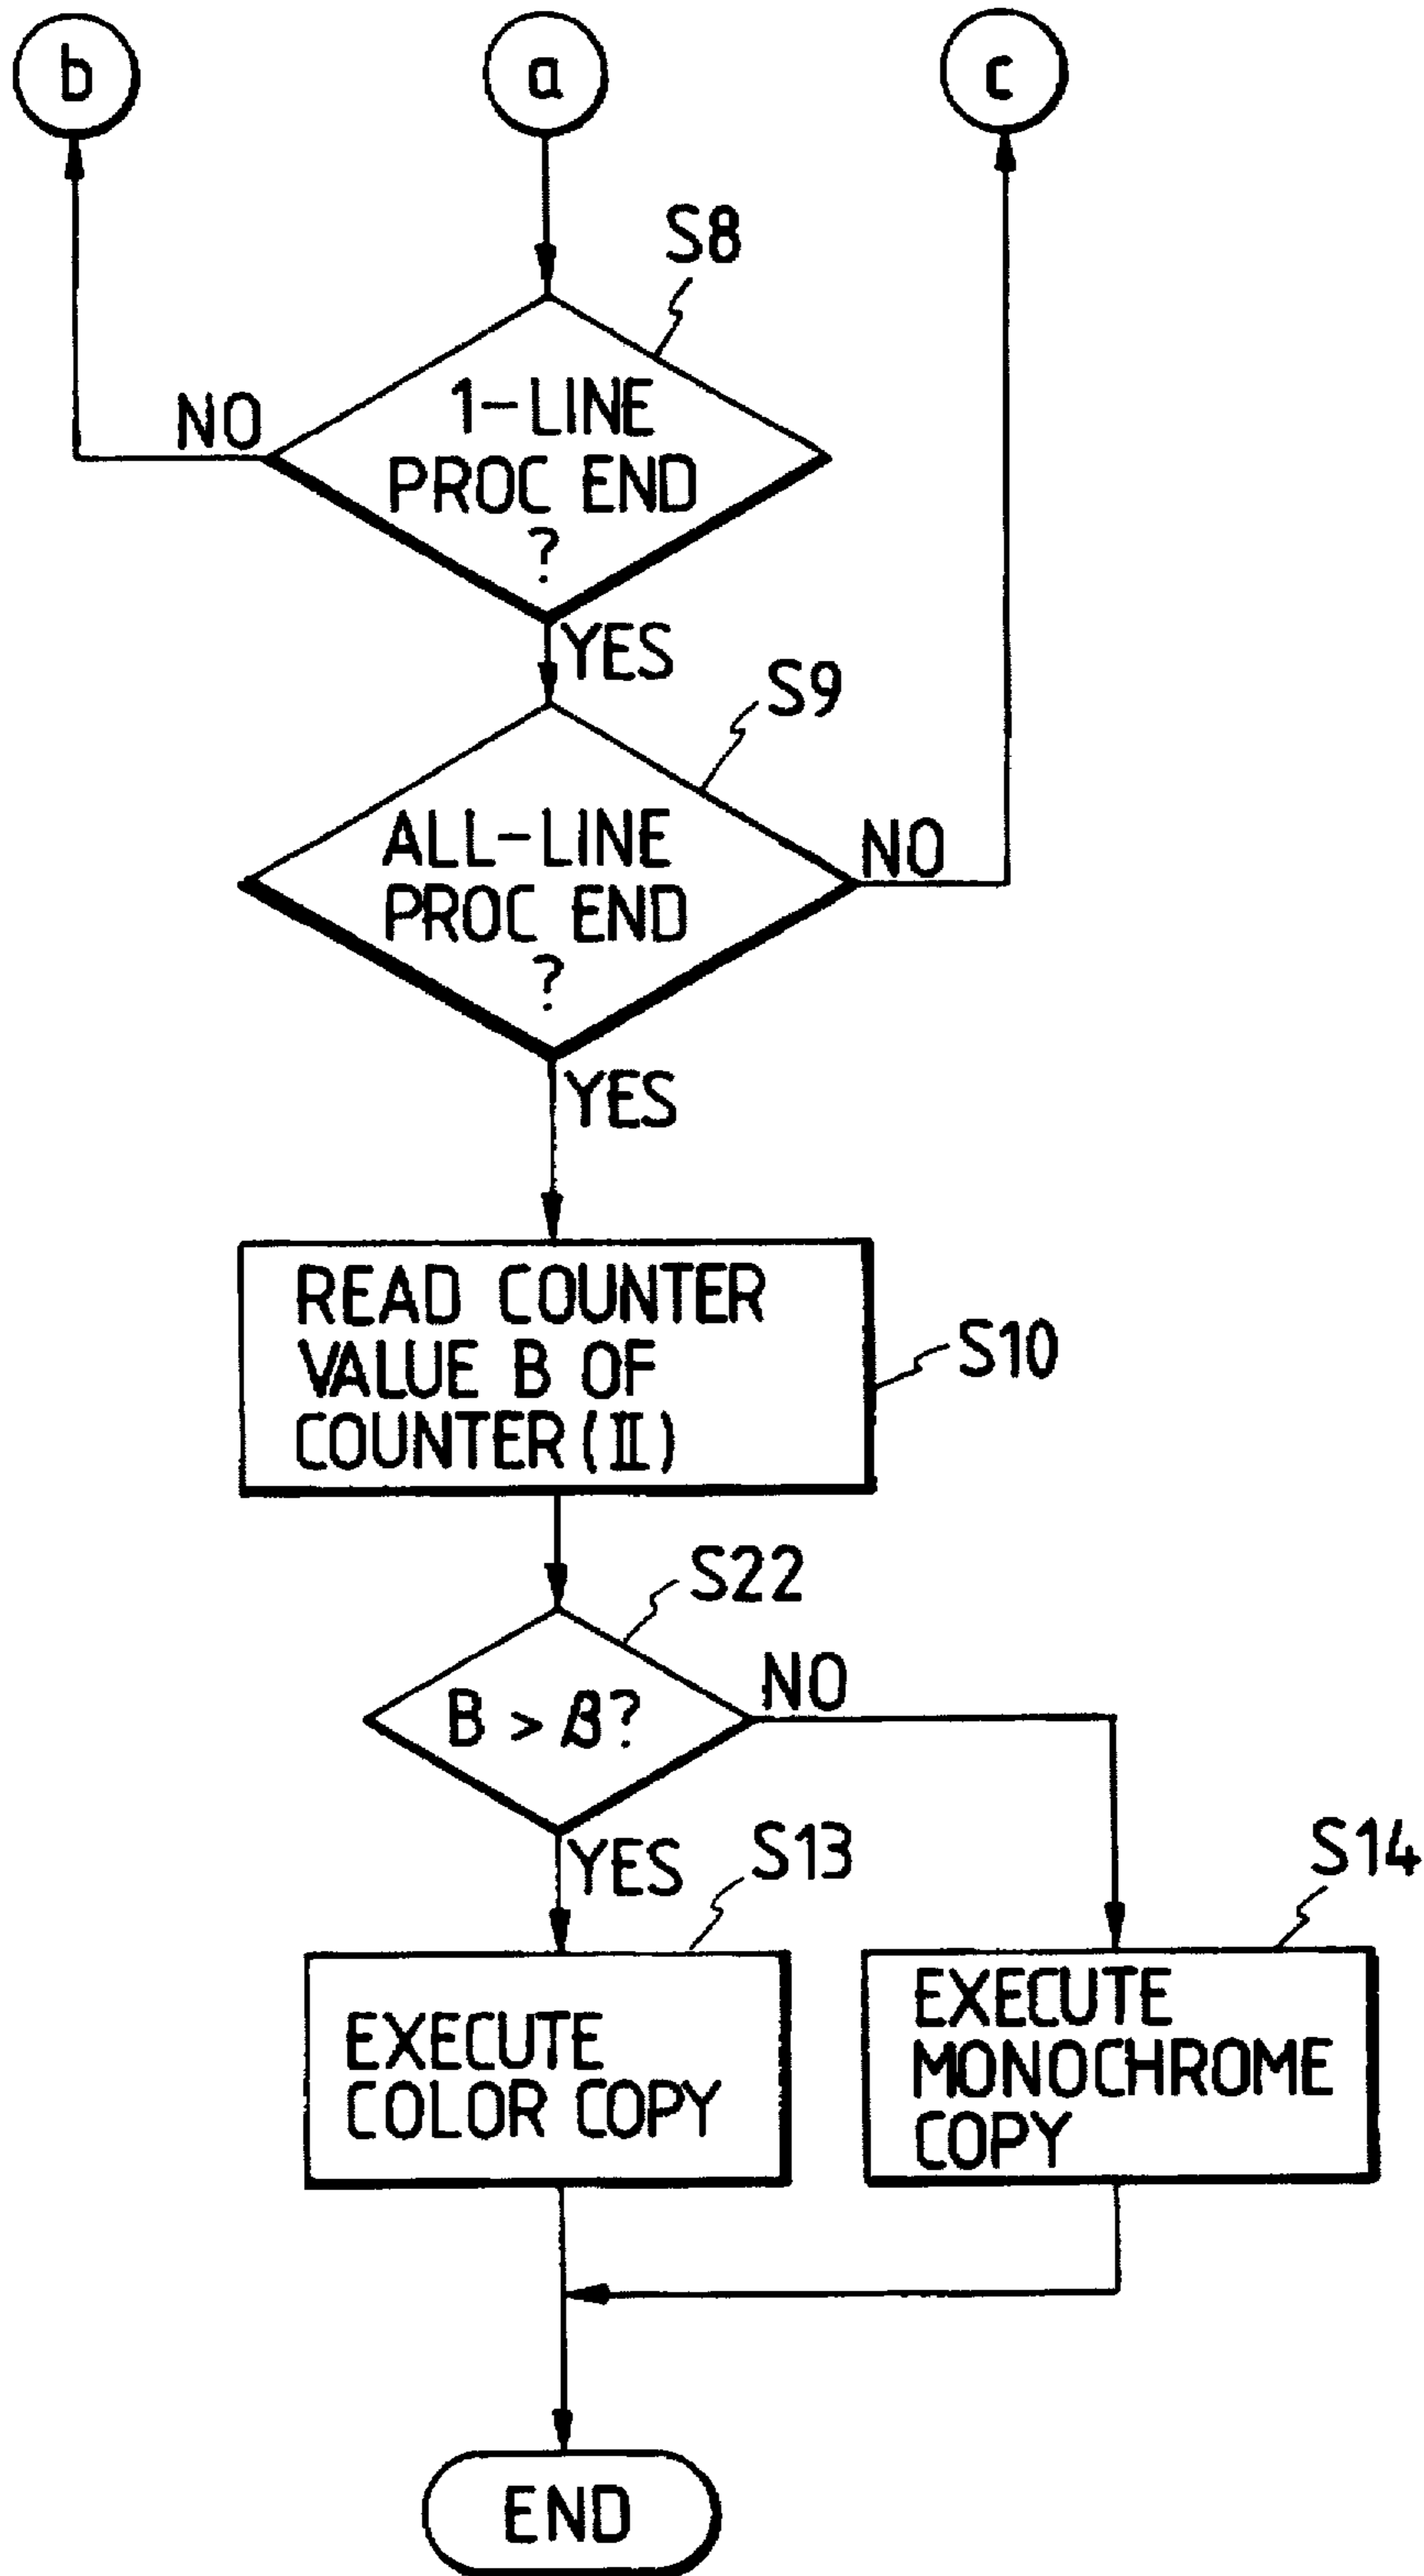 b
a
c
S8
1-LINE
PROC END
?
NO
YES
S9
ALL-LINE
PROC END
?
NO
YES
READ COUNTER
VALUE B OF
COUNTER (II)
S10
S22
B > β?
NO
YES
S13
S14
EXECUTE
COLOR COPY
EXECUTE
MONOCHROME
COPY
END